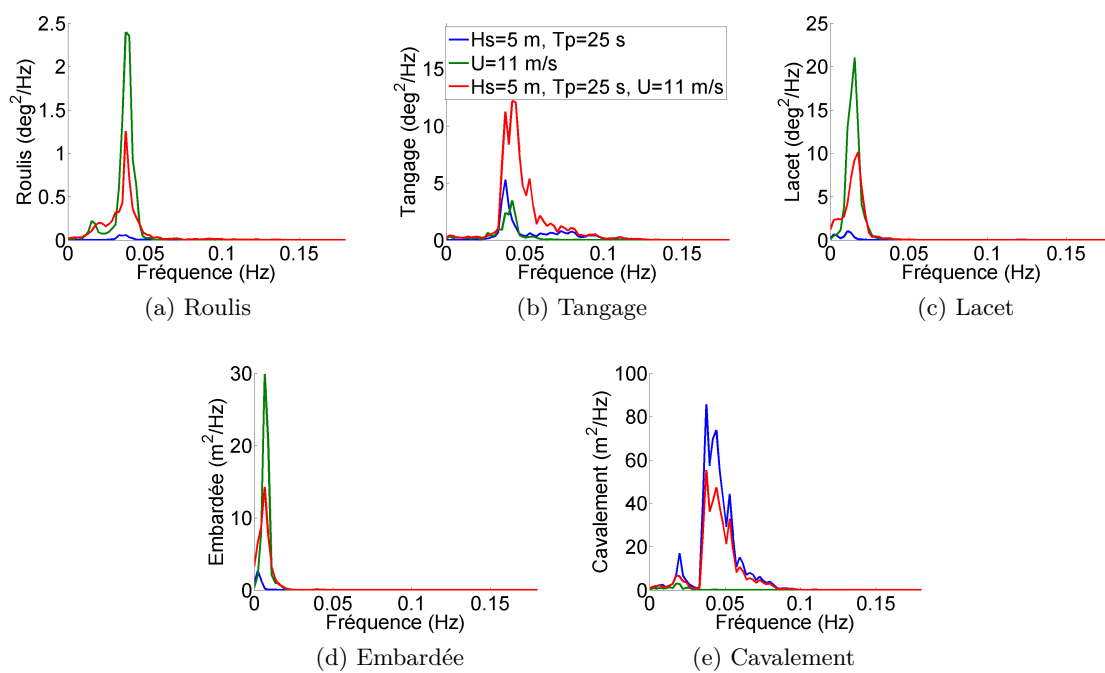 Roulis (deg²/Hz)
2.5
2
1.5
1
0.5
0
0 0.05 0.1 0.15
Fréquence (Hz)
(a) Roulis
Tangage (deg²/Hz)
15
10
5
0
0 0.05 0.1 0.15
Hs=5 m, Tp=25 s
U=11 m/s
Hs=5 m, Tp=25 s, U=11 m/s
Fréquence (Hz)
(b) Tangage
Lacet (deg²/Hz)
25
20
15
10
5
0
0 0.05 0.1 0.15
Fréquence (Hz)
(c) Lacet
Embardée (m²/Hz)
30
20
10
0
0 0.05 0.1 0.15
Fréquence (Hz)
(d) Embardée
Cavalement (m²/Hz)
100
80
60
40
20
0
0 0.05 0.1 0.15
Fréquence (Hz)
(e) Cavalement